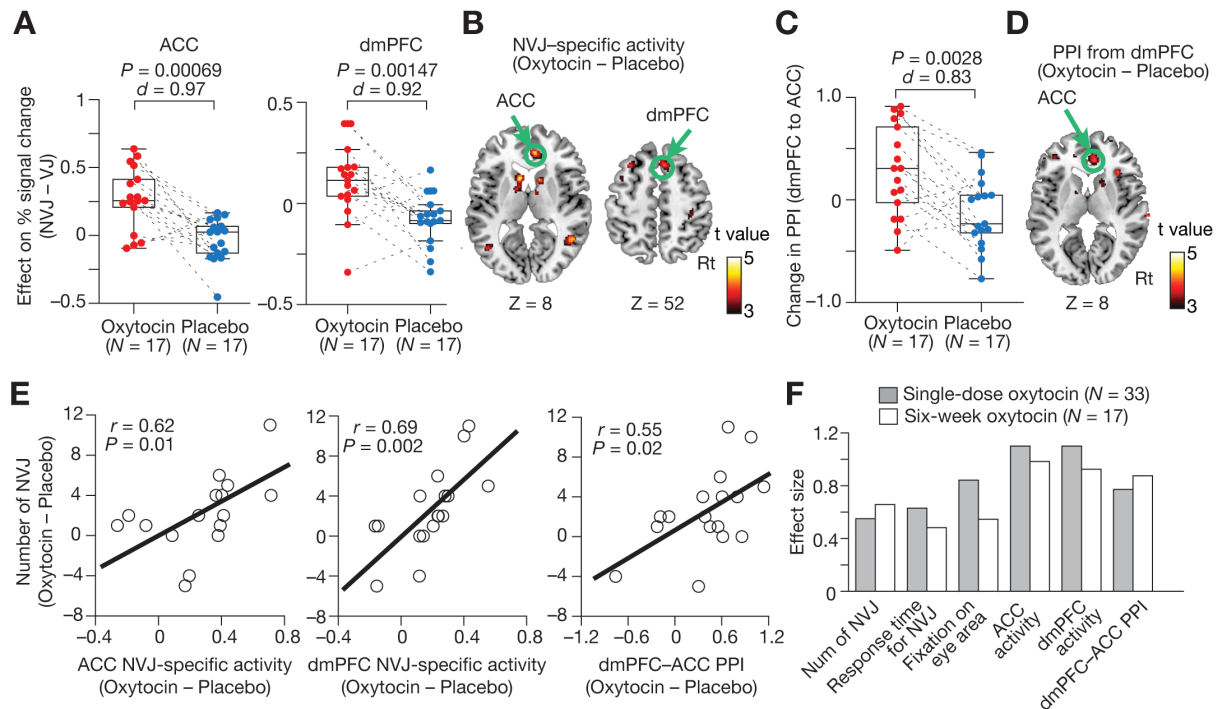 A
ACC
P = 0.00069
d = 0.97
Effect on % signal change
(NVJ – VJ)
1
0.5
0
–0.5
Oxytocin
(N = 17)
Placebo
(N = 17)
dmPFC
P = 0.00147
d = 0.92
0.5
0
–0.5
Oxytocin
(N = 17)
Placebo
(N = 17)
B
NVJ–specific activity
(Oxytocin – Placebo)
ACC
dmPFC
Z = 8
Z = 52
Rt
t value
5
3
C
P = 0.0028
d = 0.83
Change in PPI (dmPFC to ACC)
1.0
0
–1.0
Oxytocin
(N = 17)
Placebo
(N = 17)
D
PPI from dmPFC
(Oxytocin – Placebo)
ACC
Z = 8
Rt
t value
5
3
E
Number of NVJ
(Oxytocin – Placebo)
r = 0.62
P = 0.01
12
8
4
0
–4
–8
–0.4
0
0.4
0.8
ACC NVJ-specific activity
(Oxytocin – Placebo)
r = 0.69
P = 0.002
12
8
4
0
–4
–8
–0.4
0
0.4
0.8
dmPFC NVJ-specific activity
(Oxytocin – Placebo)
r = 0.55
P = 0.02
12
8
4
0
–4
–8
–1.2
–0.6
0
0.6
1.2
dmPFC–ACC PPI
(Oxytocin – Placebo)
F
Single-dose oxytocin (N = 33)
Six-week oxytocin (N = 17)
Effect size
1.2
0.8
0.4
0
Num of NVJ
Response time
for NVJ
Fixation on
eye area
ACC
activity
dmPFC
activity
dmPFC–ACC PPI